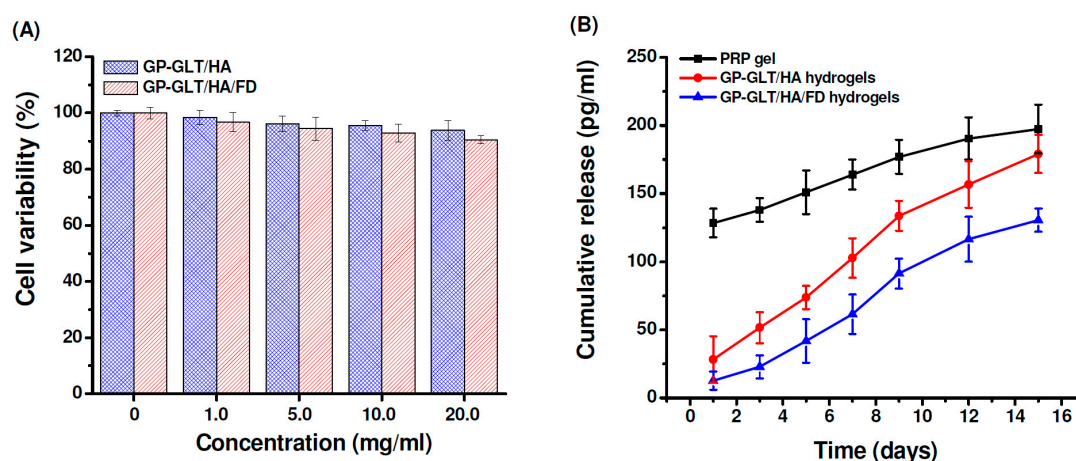 (A)
120
100
80
60
40
20
0
Cell variability (%)
GP-GLT/HA
GP-GLT/HA/FD
0 1.0 5.0 10.0 20.0
Concentration (mg/ml)
(B)
250
200
150
100
50
0
Cumulative release (pg/ml)
PRP gel
GP-GLT/HA hydrogels
GP-GLT/HA/FD hydrogels
0 2 4 6 8 10 12 14 16
Time (days)